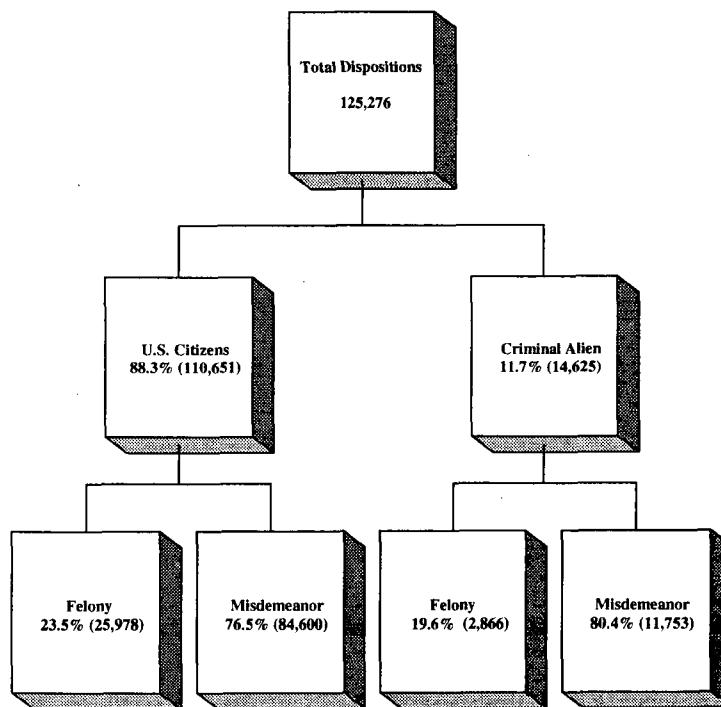 Total Dispositions
125,276
U.S. Citizens
88.3% (110,651)
Criminal Alien
11.7% (14,625)
Felony
23.5% (25,978)
Misdemeanor
76.5% (84,600)
Felony
19.6% (2,866)
Misdemeanor
80.4% (11,753)